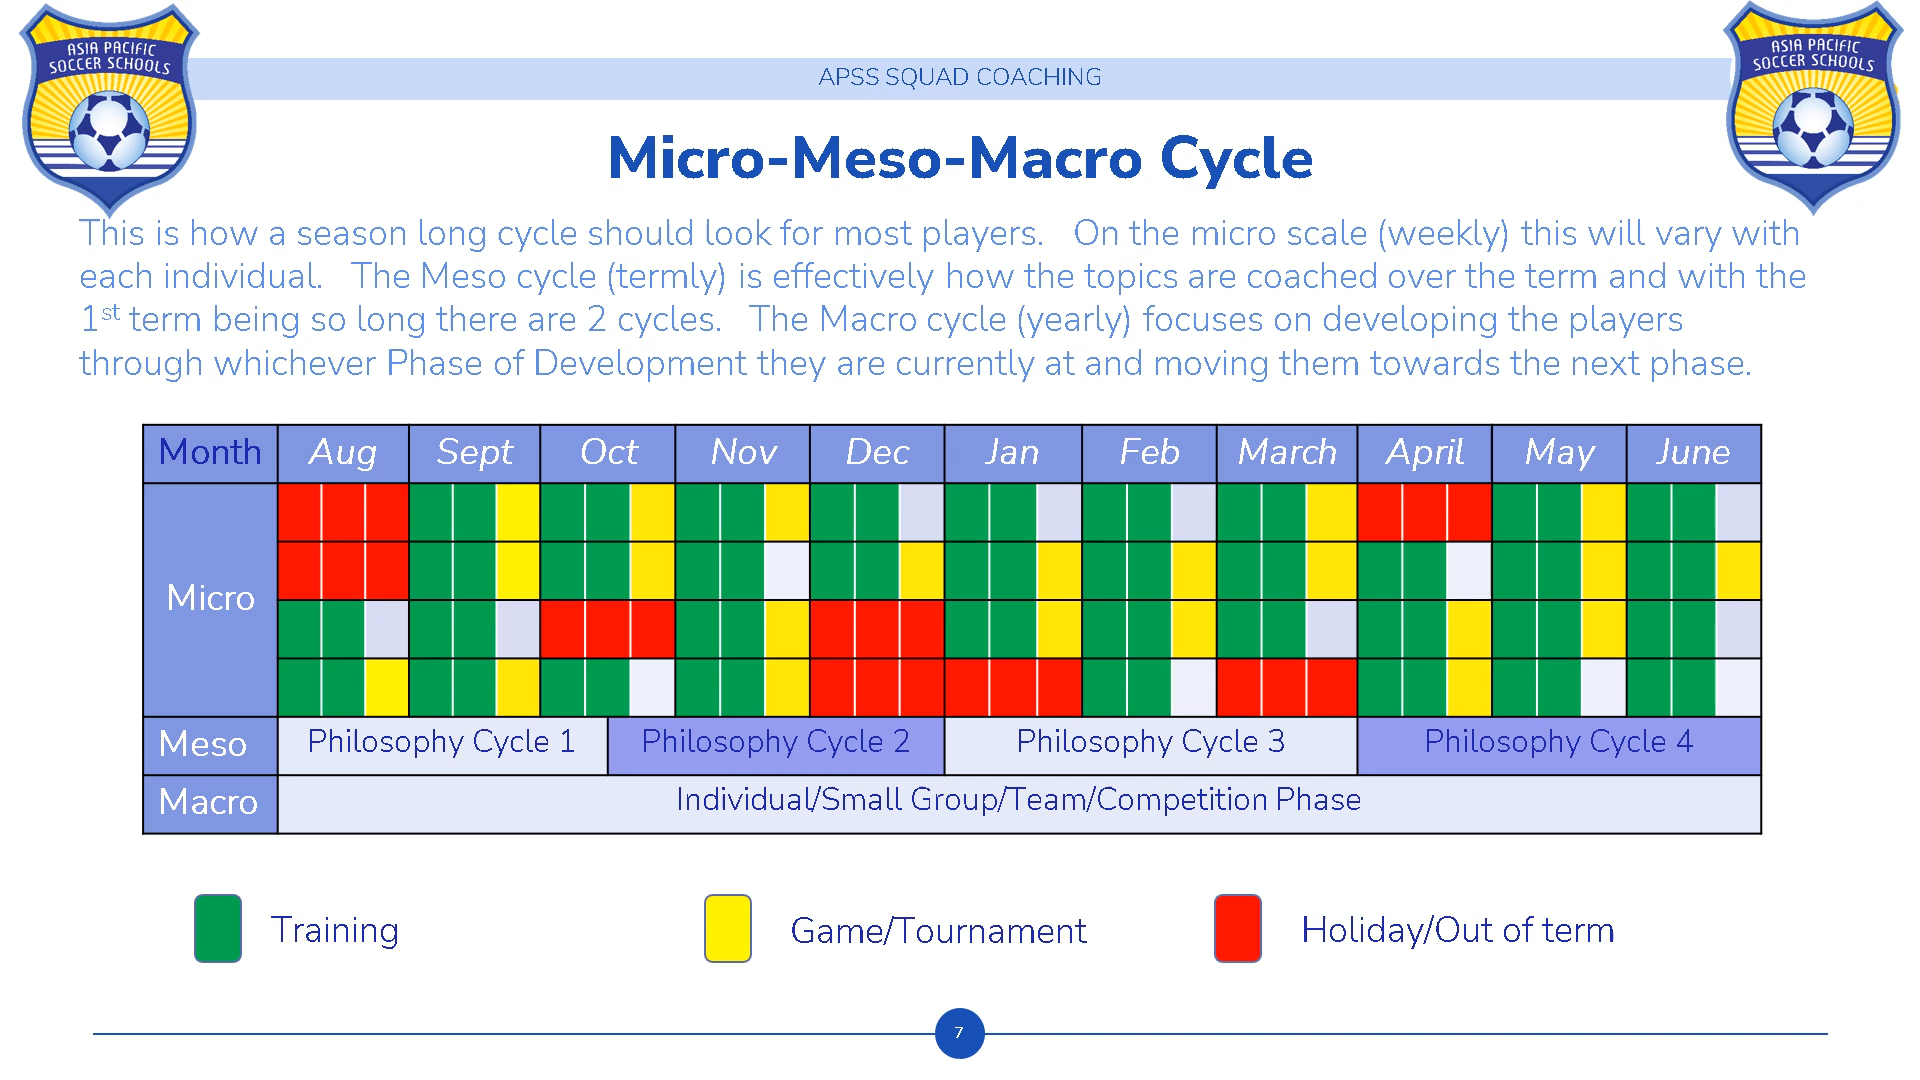 ASIA PACIFIC
SOCCER SCHOOLS
ASIA PACIFIC
SOCCER SCHOOLS
APSS SQUAD COACHING
Micro-Meso-Macro Cycle
This is how a season long cycle should look for most players. On the micro scale (weekly) this will vary with
each individual. The Meso cycle (termly) is effectively how the topics are coached over the term and with the
1st term being so long there are 2 cycles. The Macro cycle (yearly) focuses on developing the players
through whichever Phase of Development they are currently at and moving them towards the next phase.
Month Aug Sept Oct Nov Dec Jan Feb March April May June
Micro
Meso Philosophy Cycle 1 Philosophy Cycle 2 Philosophy Cycle 3 Philosophy Cycle 4
Macro Individual/Small Group/Team/Competition Phase
Training Game/Tournament Holiday/Out of term
7